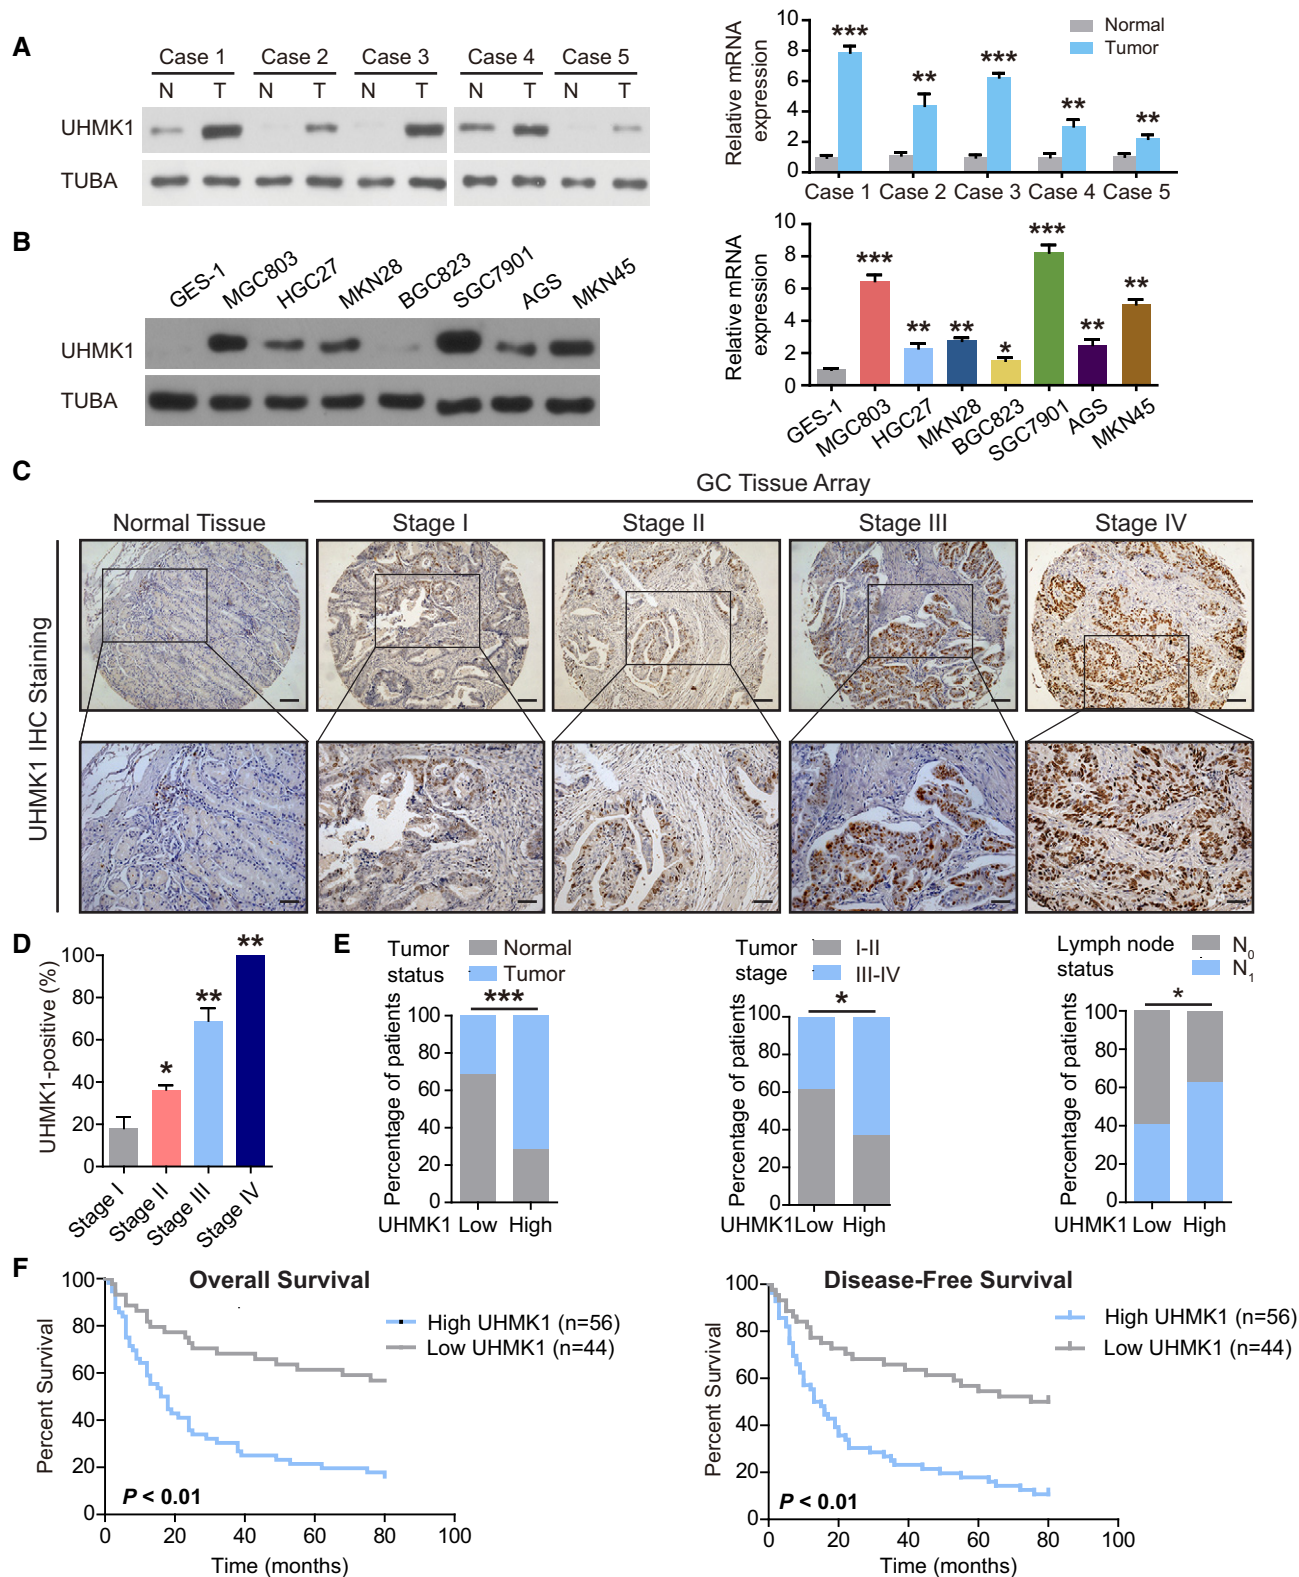 A
Case 1 Case 2 Case 3 Case 4 Case 5
N T N T N T N T N T
UHMK1
TUBA
Relative mRNA
expression
Normal
Tumor
10
8
6
4
2
0
*** ** *** ** **
Case 1 Case 2 Case 3 Case 4 Case 5
B
GES-1 MGC803 HGC27 MKN28 BGC823 SGC7901 AGS MKN45
UHMK1
TUBA
Relative mRNA
expression
10
8
6
4
2
0
*** ** ** * *** ** **
GES-1 MGC803 HGC27 MKN28 BGC823 SGC7901 AGS MKN45
C
GC Tissue Array
Normal Tissue Stage I Stage II Stage III Stage IV
UHMK1 IHC Staining
D
UHMK1-positive (%)
100
80
60
40
20
0
* ** **
Stage I Stage II Stage III Stage IV
E
Tumor
status
Normal
Tumor
***
Percentage of patients
100
80
60
40
20
0
UHMK1 Low High
Tumor
stage
I-II
III-IV
*
Percentage of patients
100
80
60
40
20
0
UHMK1 Low High
Lymph node
status
N0
N1
*
Percentage of patients
100
80
60
40
20
0
UHMK1 Low High
F
Overall Survival
High UHMK1 (n=56)
Low UHMK1 (n=44)
Percent Survival
100
80
60
40
20
0
P < 0.01
0 20 40 60 80 100
Time (months)
Disease-Free Survival
High UHMK1 (n=56)
Low UHMK1 (n=44)
Percent Survival
100
80
60
40
20
0
P < 0.01
0 20 40 60 80 100
Time (months)